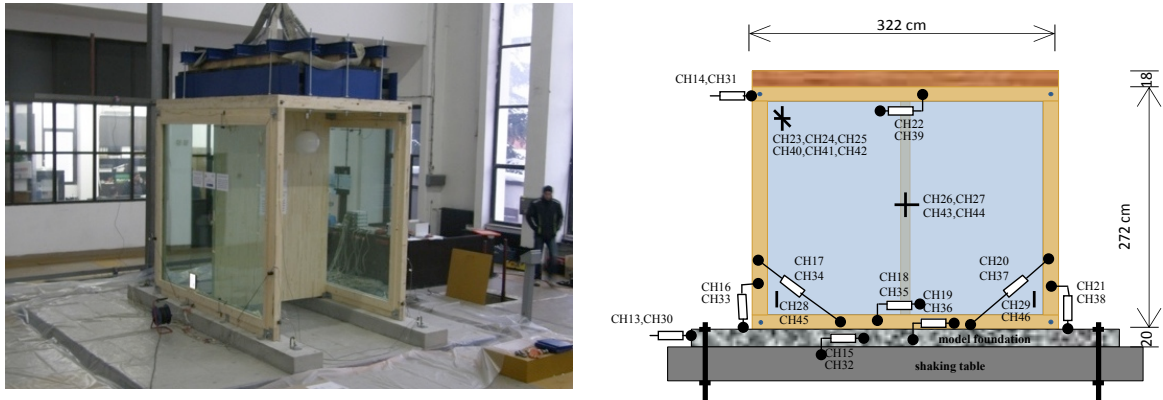 322 cm
CH14,CH31
18
CH22
CH39
CH23,CH24,CH25
CH40,CH41,CH42
CH26,CH27
CH43,CH44
272 cm
CH17
CH34
CH20
CH37
CH16
CH33
CH18
CH35
CH19
CH36
CH21
CH38
CH28
CH45
CH29
CH46
CH13,CH30
20
model foundation
CH15
CH32
shaking table